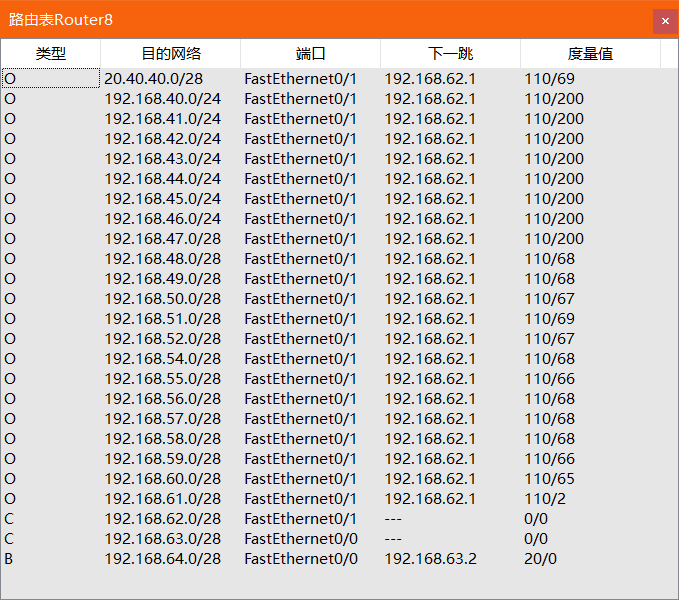 路由表Router8
类型 目的网络 端口 下一跳 度量值
O 20.40.40.0/28 FastEthernet0/1 192.168.62.1 110/69
O 192.168.40.0/24 FastEthernet0/1 192.168.62.1 110/200
O 192.168.41.0/24 FastEthernet0/1 192.168.62.1 110/200
O 192.168.42.0/24 FastEthernet0/1 192.168.62.1 110/200
O 192.168.43.0/24 FastEthernet0/1 192.168.62.1 110/200
O 192.168.44.0/24 FastEthernet0/1 192.168.62.1 110/200
O 192.168.45.0/24 FastEthernet0/1 192.168.62.1 110/200
O 192.168.46.0/24 FastEthernet0/1 192.168.62.1 110/200
O 192.168.47.0/28 FastEthernet0/1 192.168.62.1 110/200
O 192.168.48.0/28 FastEthernet0/1 192.168.62.1 110/68
O 192.168.49.0/28 FastEthernet0/1 192.168.62.1 110/68
O 192.168.50.0/28 FastEthernet0/1 192.168.62.1 110/67
O 192.168.51.0/28 FastEthernet0/1 192.168.62.1 110/69
O 192.168.52.0/28 FastEthernet0/1 192.168.62.1 110/67
O 192.168.54.0/28 FastEthernet0/1 192.168.62.1 110/68
O 192.168.55.0/28 FastEthernet0/1 192.168.62.1 110/66
O 192.168.56.0/28 FastEthernet0/1 192.168.62.1 110/68
O 192.168.57.0/28 FastEthernet0/1 192.168.62.1 110/68
O 192.168.58.0/28 FastEthernet0/1 192.168.62.1 110/68
O 192.168.59.0/28 FastEthernet0/1 192.168.62.1 110/66
O 192.168.60.0/28 FastEthernet0/1 192.168.62.1 110/65
O 192.168.61.0/28 FastEthernet0/1 192.168.62.1 110/2
C 192.168.62.0/28 FastEthernet0/1 --- 0/0
C 192.168.63.0/28 FastEthernet0/0 --- 0/0
B 192.168.64.0/28 FastEthernet0/0 192.168.63.2 20/0